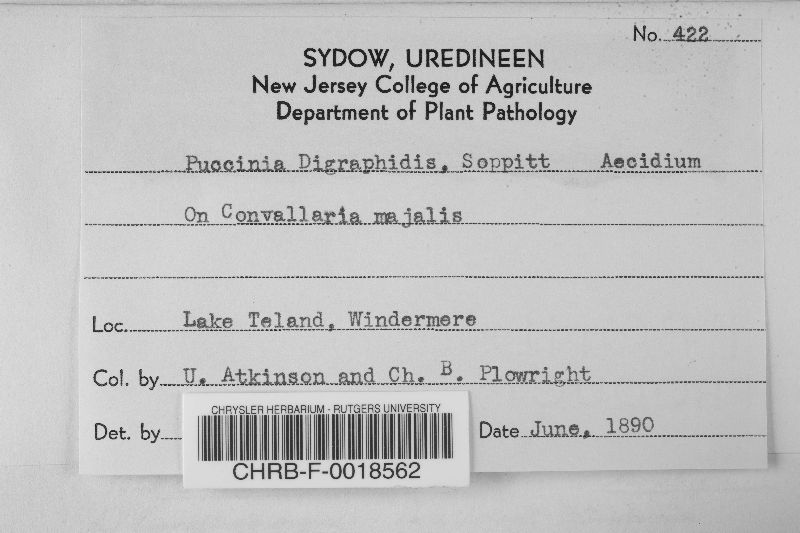 No. 422
SYDOW, UREDINEEN
New Jersey College of Agriculture
Department of Plant Pathology
Puccinia Digraphidis, Soppitt Aecidium
On Convallaria majalis
Loc. Lake Teland, Windermere
Col. by U. Atkinson and Ch. B. Plowright
Det. by Date June, 1890
CHRYSLER HERBARIUM - RUTGERS UNIVERSITY
CHRB-F-0018562